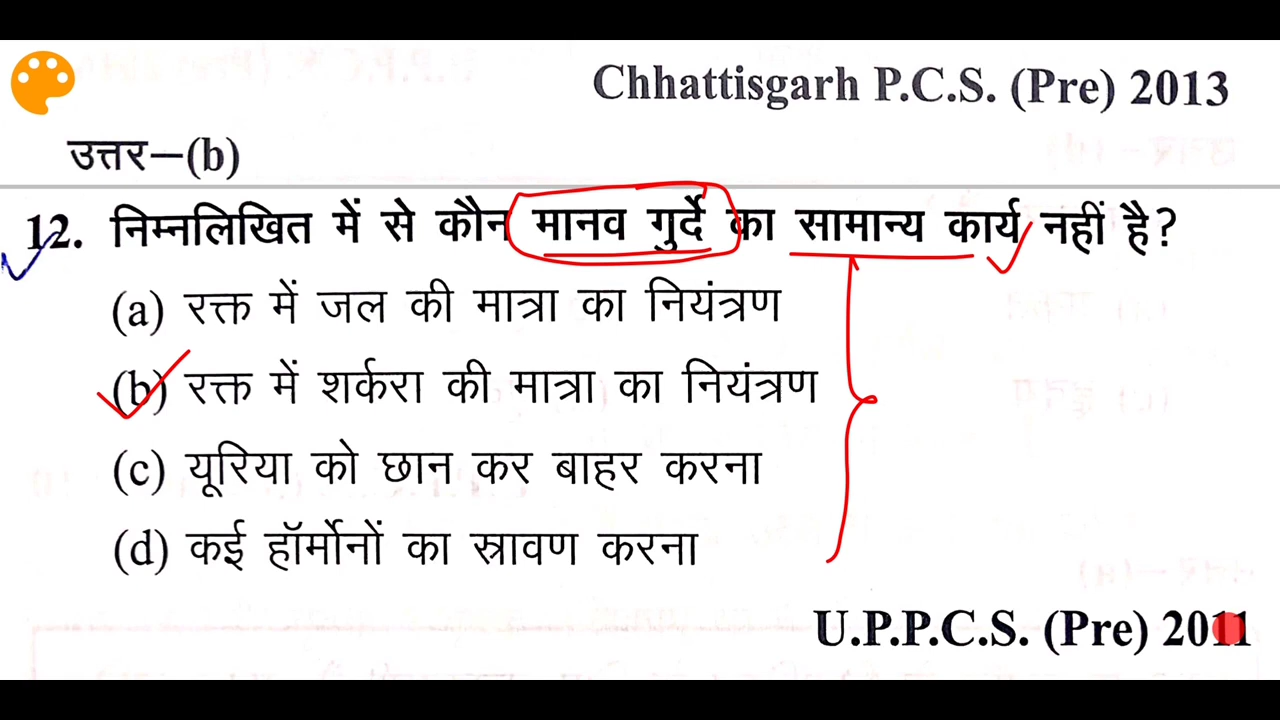 Chhattisgarh P.C.S. (Pre) 2013
उत्तर–(b)
12. निम्नलिखित में से कौन मानव गुर्दे का सामान्य कार्य नहीं है?
(a) रक्त में जल की मात्रा का नियंत्रण
(b) रक्त में शर्करा की मात्रा का नियंत्रण
(c) यूरिया को छान कर बाहर करना
(d) कई हॉर्मोनों का स्रावण करना
U.P.P.C.S. (Pre) 2011